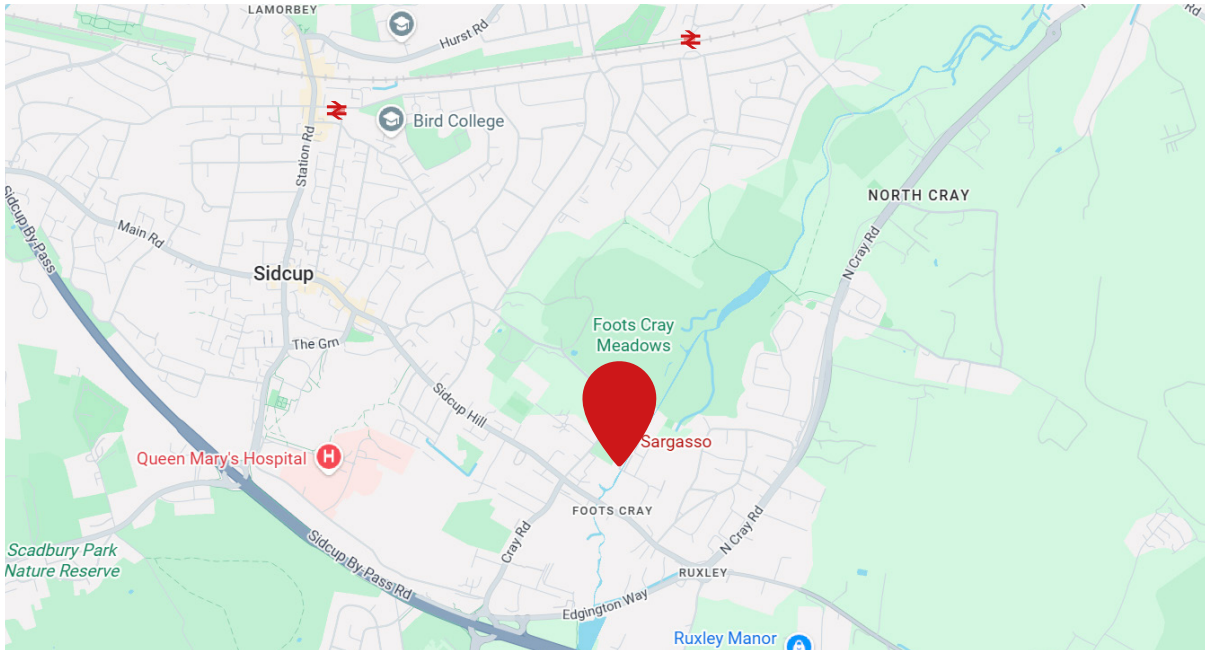 LAMORBEY
Hurst Rd
Rd
Bird College
Station Rd
Sidcup By Pass
Main Rd
NORTH CRAY
N Cray Rd
Sidcup
The Grn
Foots Cray
Meadows
Sidcup Hill
Sargasso
Queen Mary's Hospital
H
FOOTS CRAY
Cray Rd
N Cray Rd
Scadbury Park
Nature Reserve
Sidcup By Pass Rd
RUXLEY
Edgington Way
Ruxley Manor